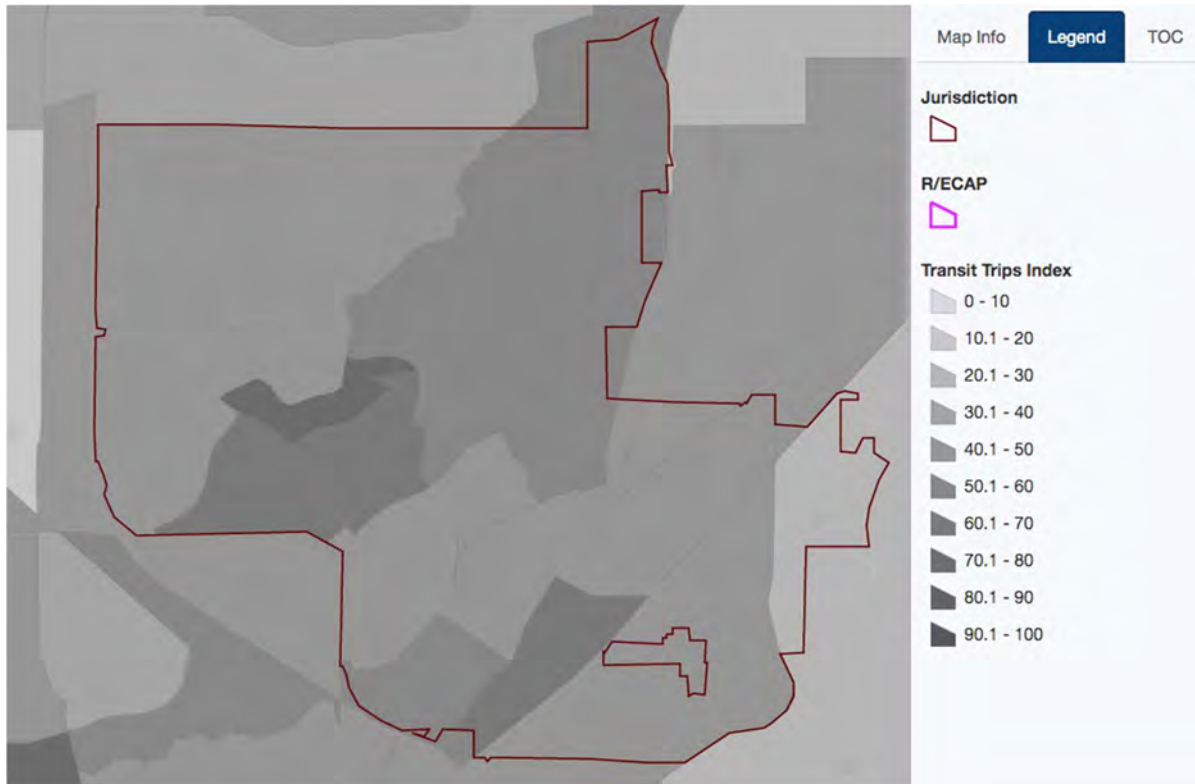 Map Info Legend TOC
Jurisdiction
R/ECAP
Transit Trips Index
0 - 10
10.1 - 20
20.1 - 30
30.1 - 40
40.1 - 50
50.1 - 60
60.1 - 70
70.1 - 80
80.1 - 90
90.1 - 100